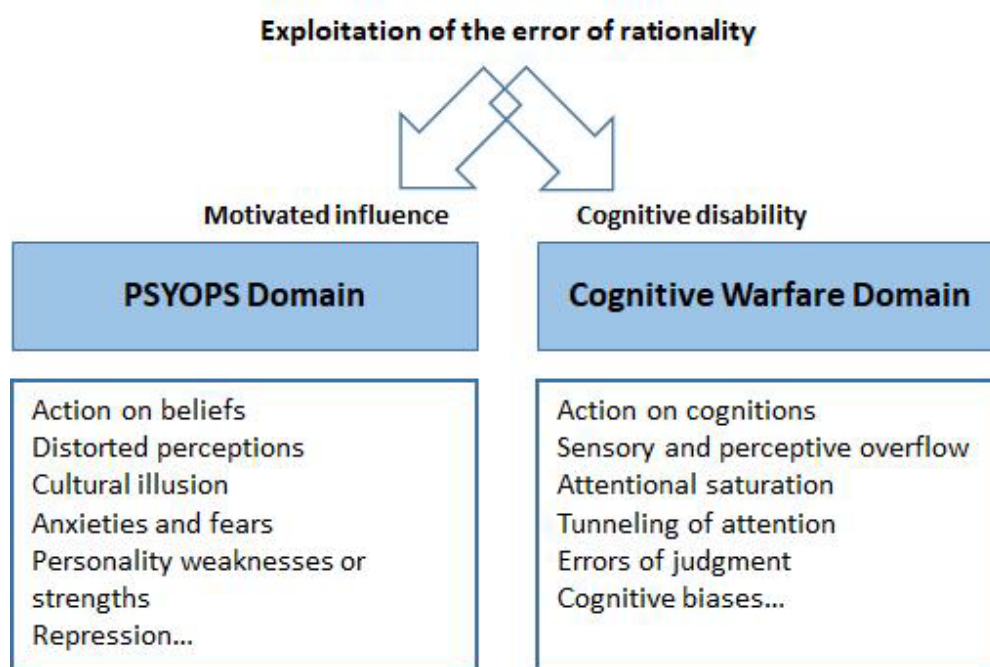 Exploitation of the error of rationality
Motivated influence
Cognitive disability
PSYOPS Domain
Cognitive Warfare Domain
Action on beliefs
Distorted perceptions
Cultural illusion
Anxieties and fears
Personality weaknesses or
strengths
Repression...
Action on cognitions
Sensory and perceptive overflow
Attentional saturation
Tunneling of attention
Errors of judgment
Cognitive biases...